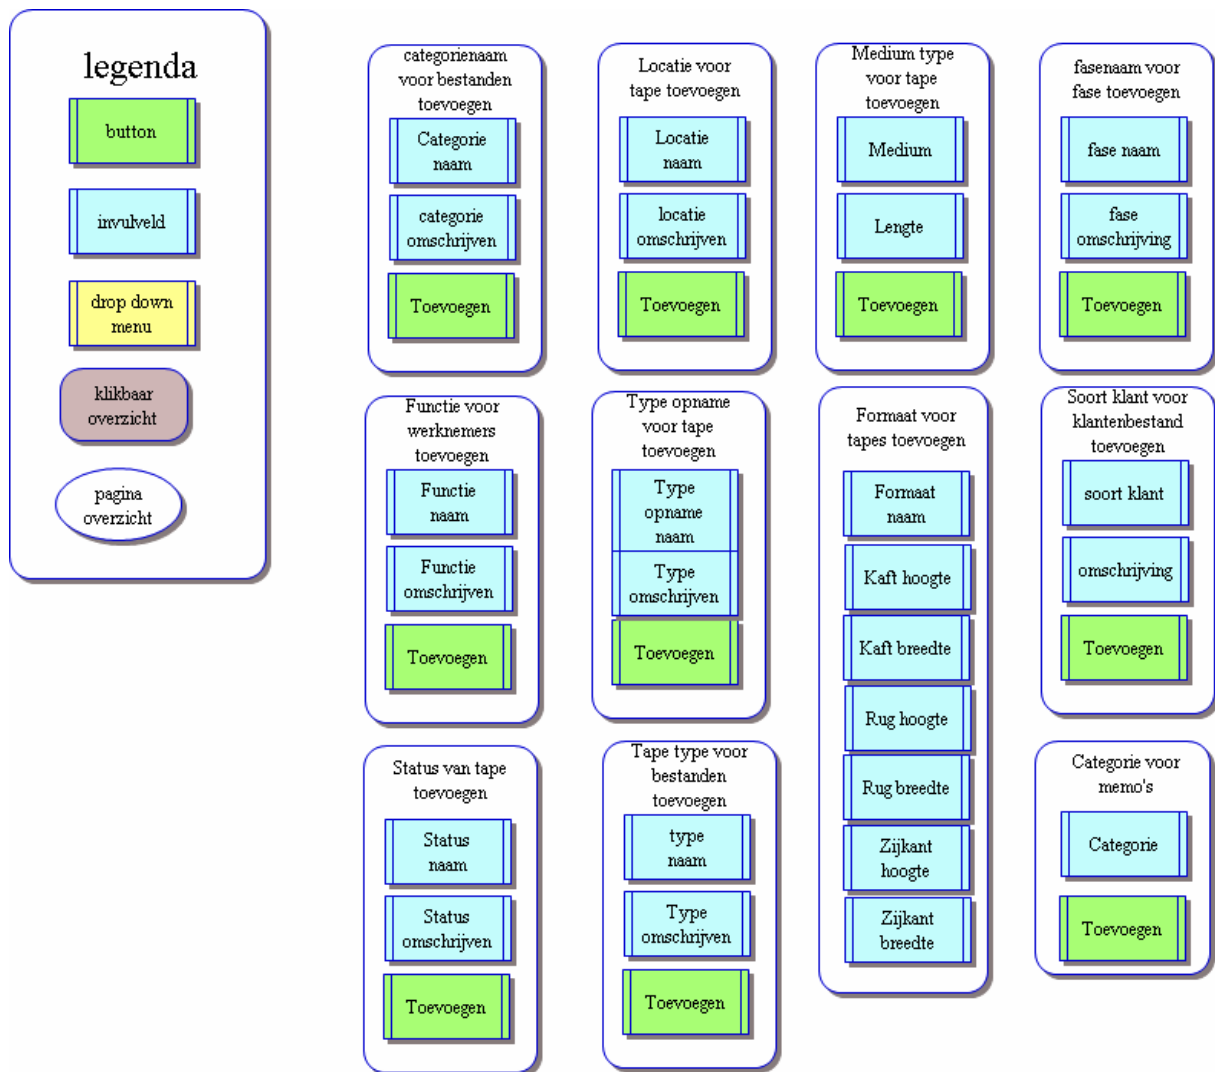 legenda
button
invulveld
drop down
menu
klikbaar
overzicht
pagina
overzicht
categorienaam
voor bestanden
toevoegen
Categorie
naam
categorie
omschrijven
Toevoegen
Locatie voor
tape toevoegen
Locatie
naam
locatie
omschrijven
Toevoegen
Medium type
voor tape
toevoegen
Medium
Lengte
Toevoegen
fasenaam voor
fase toevoegen
fase naam
fase
omschrijving
Toevoegen
Functie voor
werknemers
toevoegen
Functie
naam
Functie
omschrijven
Toevoegen
Type opname
voor tape
toevoegen
Type
opname
naam
Type
omschrijven
Toevoegen
Formaat voor
tapes toevoegen
Formaat
naam
Kaft hoogte
Kaft breedte
Rug hoogte
Rug breedte
Zijkant
hoogte
Zijkant
breedte
Soort klant voor
klantenbestand
toevoegen
soort klant
omschrijving
Toevoegen
Status van tape
toevoegen
Status
naam
Status
omschrijven
Toevoegen
Tape type voor
bestanden
toevoegen
type
naam
Type
omschrijven
Toevoegen
Categorie voor
memo's
Categorie
Toevoegen